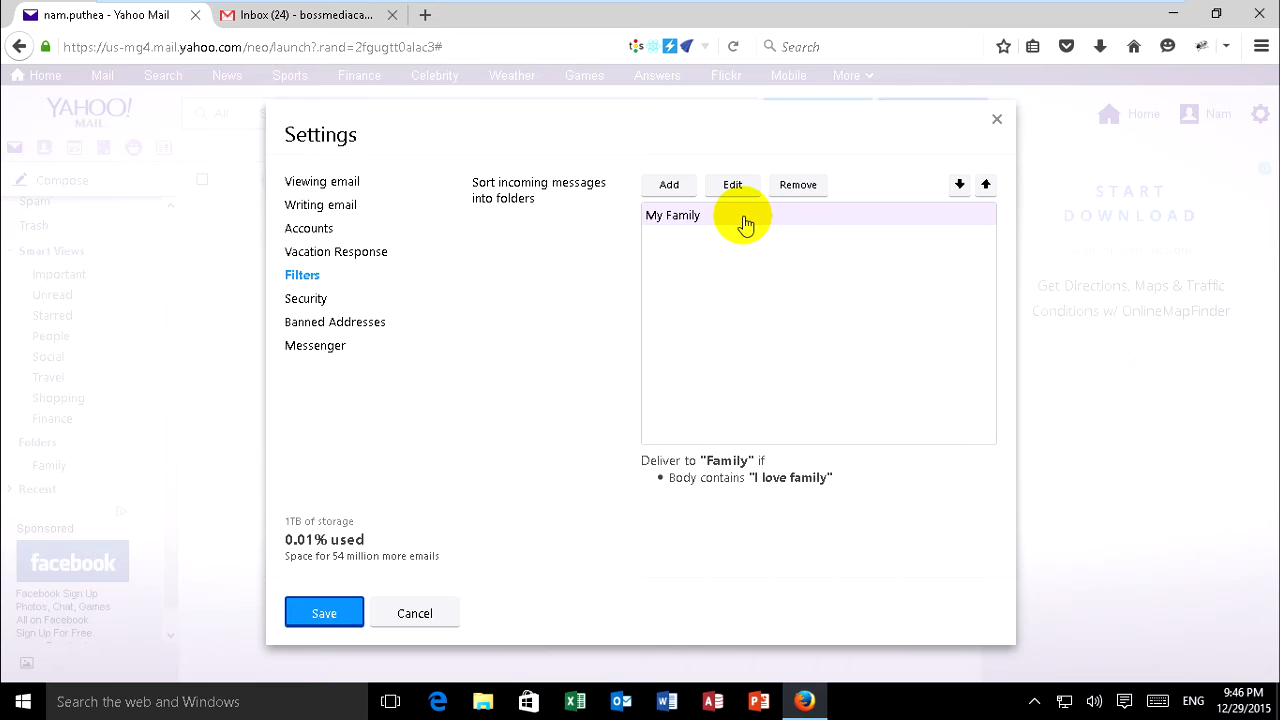 nam.puthea - Yahoo Mail
Inbox (24) - bossmediaca...
https://us-mg4.mail.yahoo.com/neo/launch?.rand=2fgugtt0alac3#
Search
Home Mail Search News Sports Finance Celebrity Weather Games Answers Flickr Mobile More
YAHOO!
MAIL
All
Home
Nam
Compose
Spam
Trash
Smart Views
Important
Unread
Starred
People
Social
Travel
Shopping
Finance
Folders
Family
Recent
Sponsored
facebook
Facebook Sign Up
Photos, Chat, Games
All on Facebook
Sign Up For Free.
Settings
Viewing email
Writing email
Accounts
Vacation Response
Filters
Security
Banned Addresses
Messenger
Sort incoming messages
into folders
Add
Edit
Remove
My Family
Deliver to "Family" if
• Body contains "I love family"
1TB of storage
0.01% used
Space for 54 million more emails
Save
Cancel
START
DOWNLOAD
Get Directions, Maps & Traffic
Conditions w/ OnlineMapFinder
Search the web and Windows
ENG
9:46 PM
12/29/2015